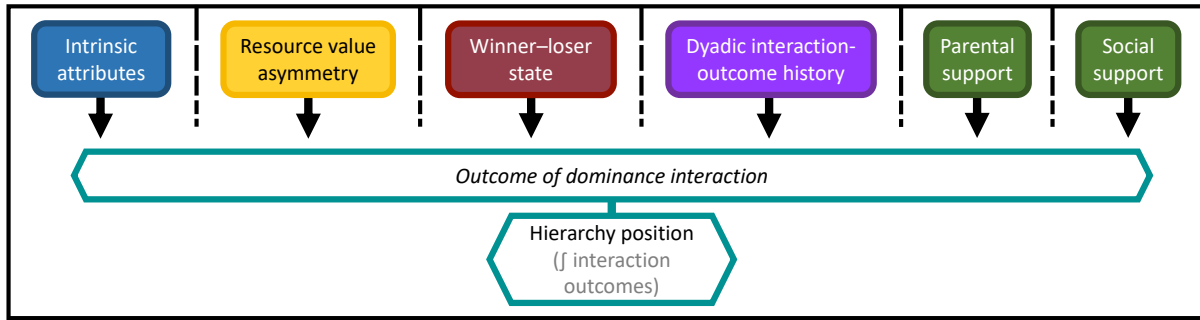 Intrinsic
attributes
Resource value
asymmetry
Winner–loser
state
Dyadic interaction-
outcome history
Parental
support
Social
support
Outcome of dominance interaction
Hierarchy position
(∫ interaction
outcomes)